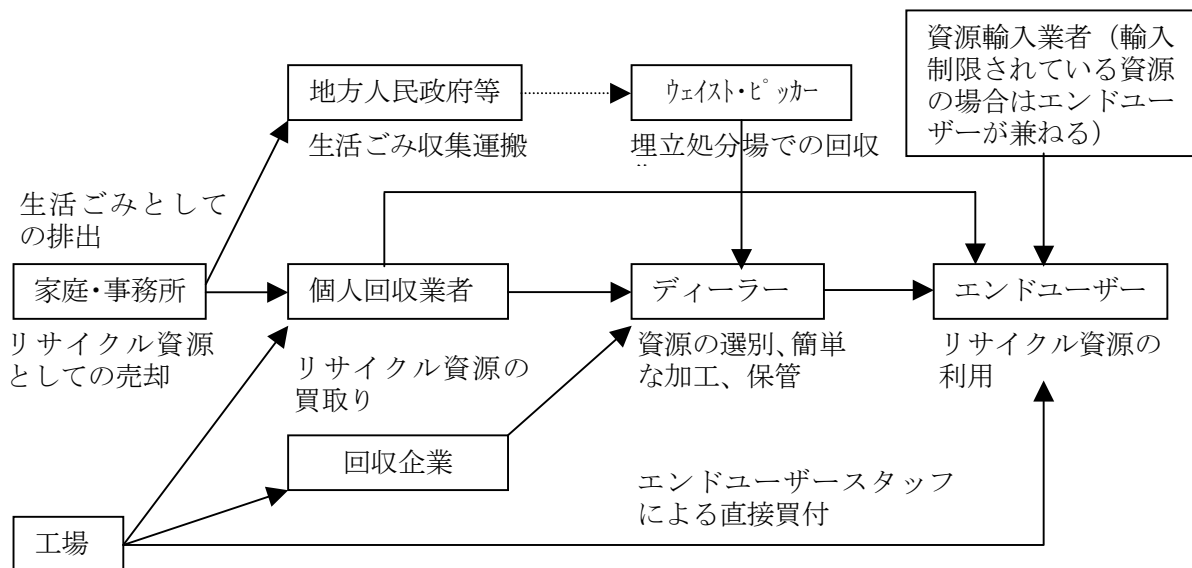 資源輸入業者（輸入
制限されている資源
の場合はエンドユー
ザーが兼ねる）
地方人民政府等
ｳｪｲｽﾄ・ﾋﾟｯｶｰ
生活ごみ収集運搬
埋立処分場での回収
生活ごみとして
の排出
家庭・事務所
個人回収業者
ディーラー
エンドユーザー
リサイクル資源
としての売却
リサイクル資源の
買取り
資源の選別、簡単
な加工、保管
リサイクル資源の
利用
回収企業
エンドユーザースタッフ
による直接買付
工場